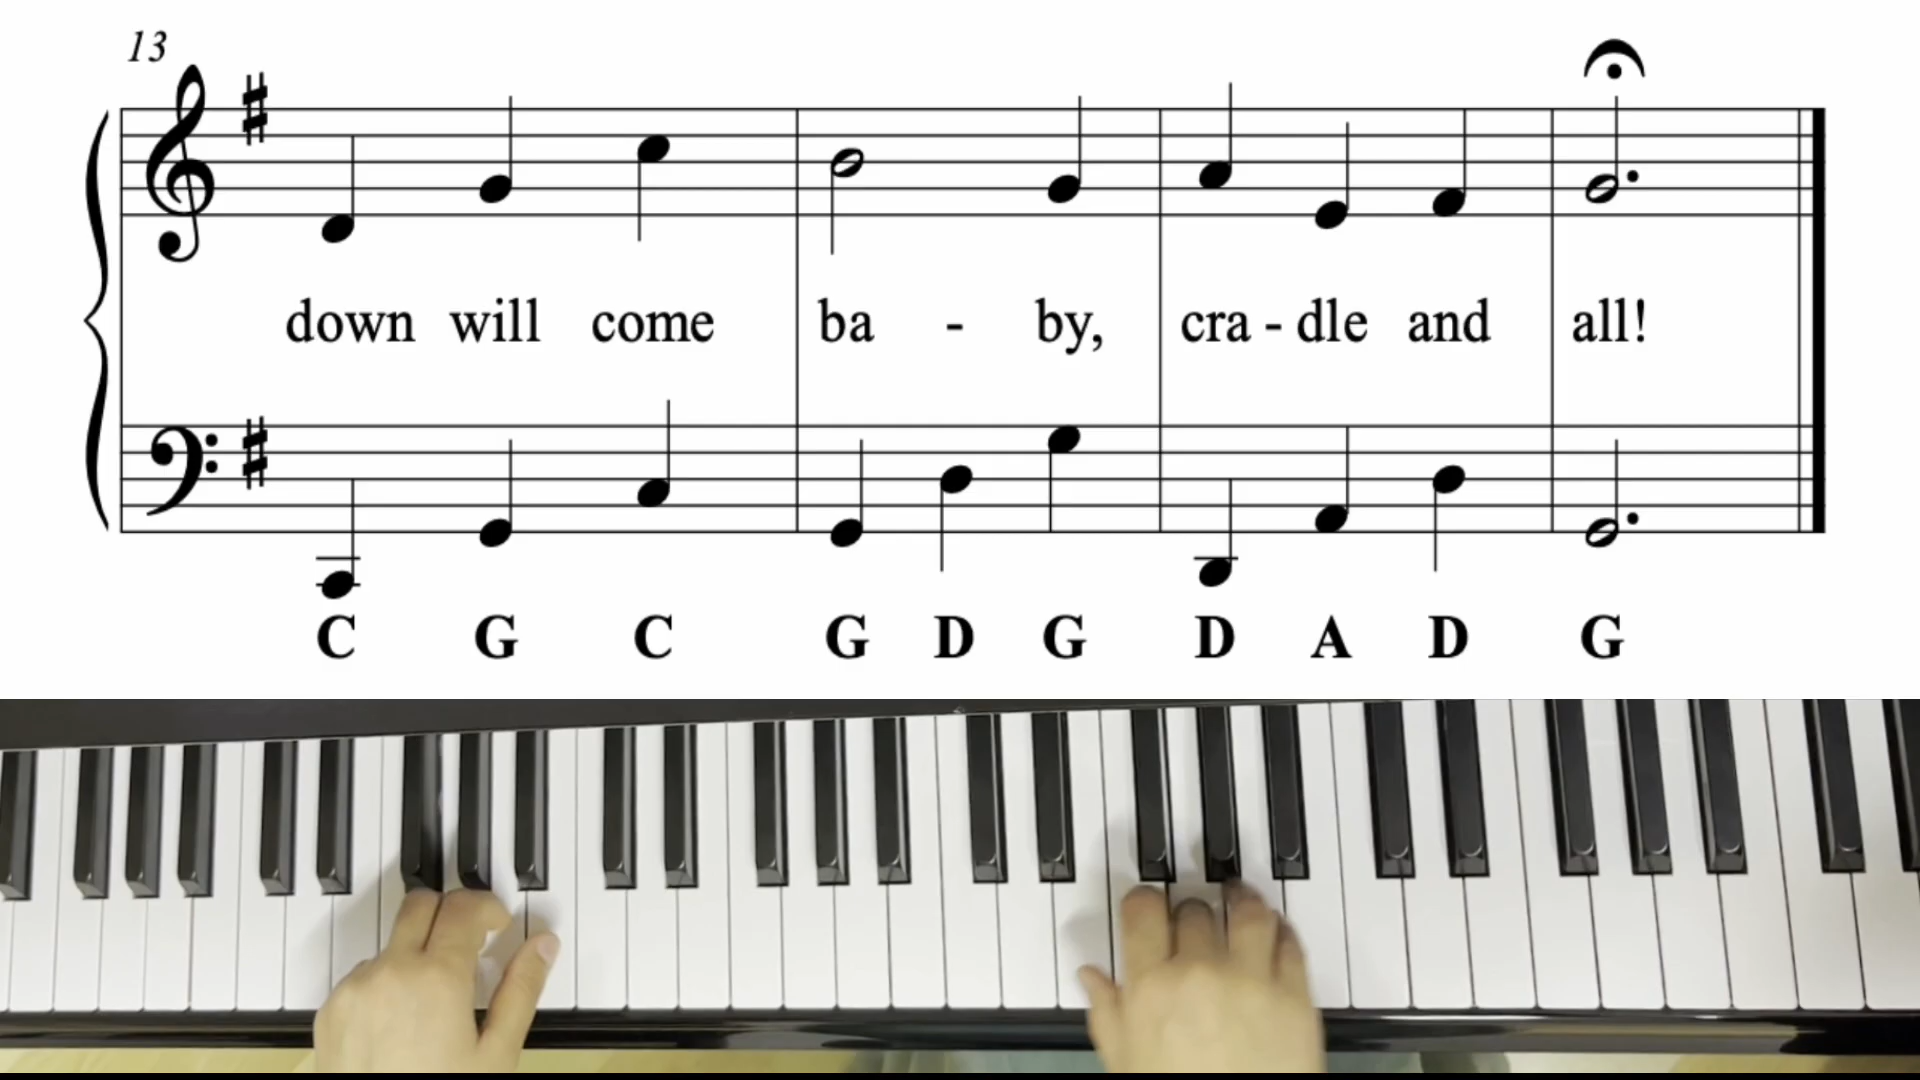 13
down will come ba - by, cra - dle and all!
C G C G D G D A D G